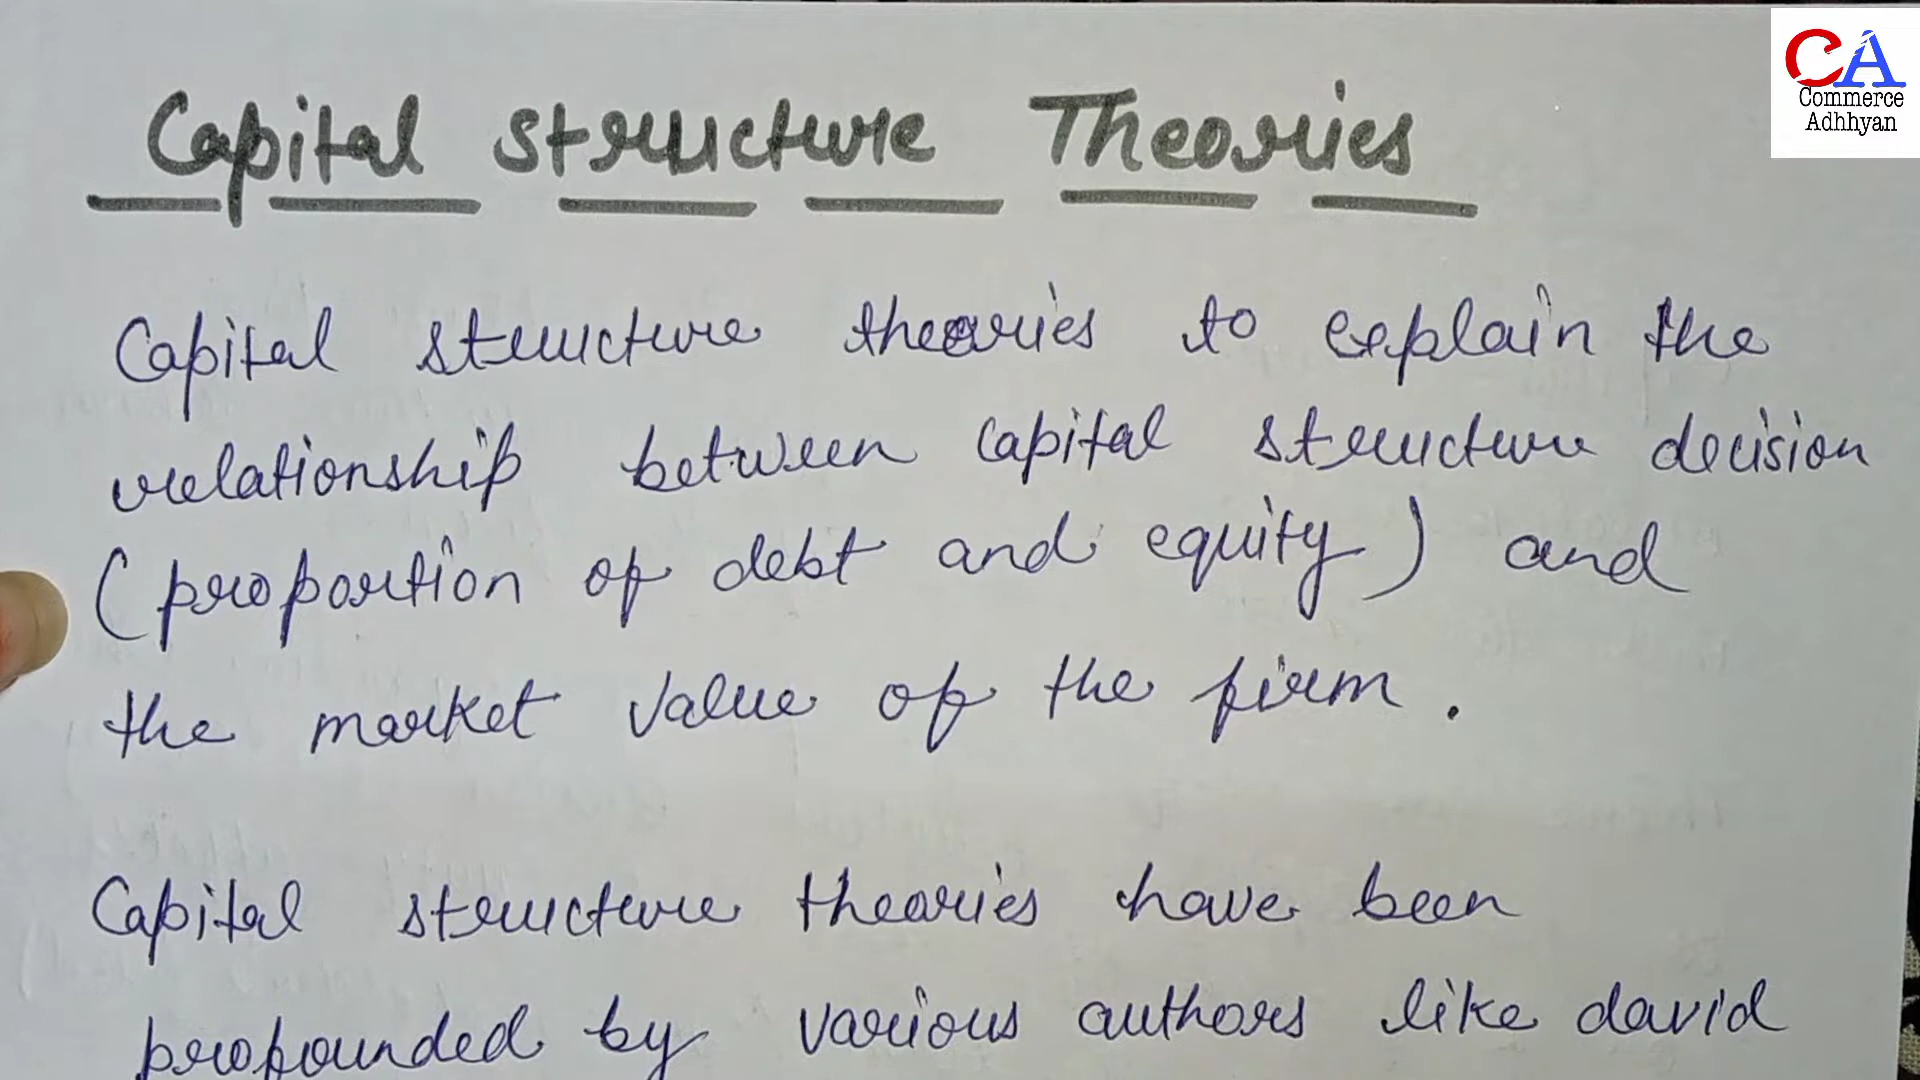 CA
Commerce
Adhhyan
Capital Structure Theories
Capital structure theories to explain the
relationship between capital structure decision
(proportion of debt and equity) and
the market value of the firm.
Capital structure theories have been
propounded by various authors like david